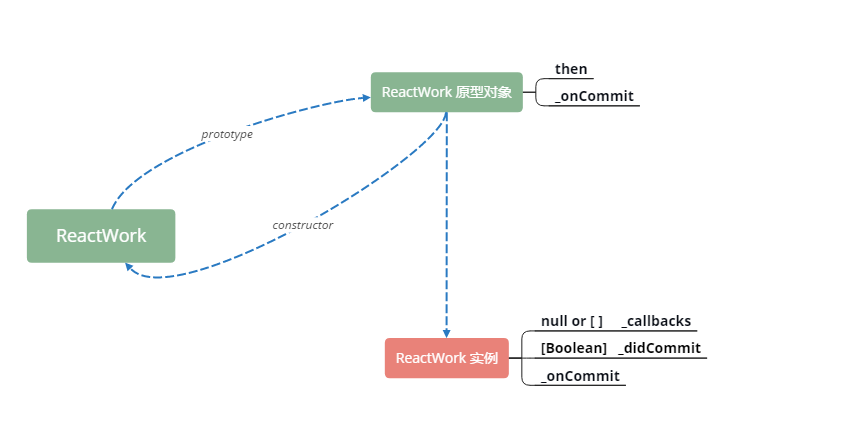 then
ReactWork 原型对象
_onCommit
prototype
constructor
ReactWork
null or [ ] _callbacks
[Boolean] _didCommit
ReactWork 实例
_onCommit